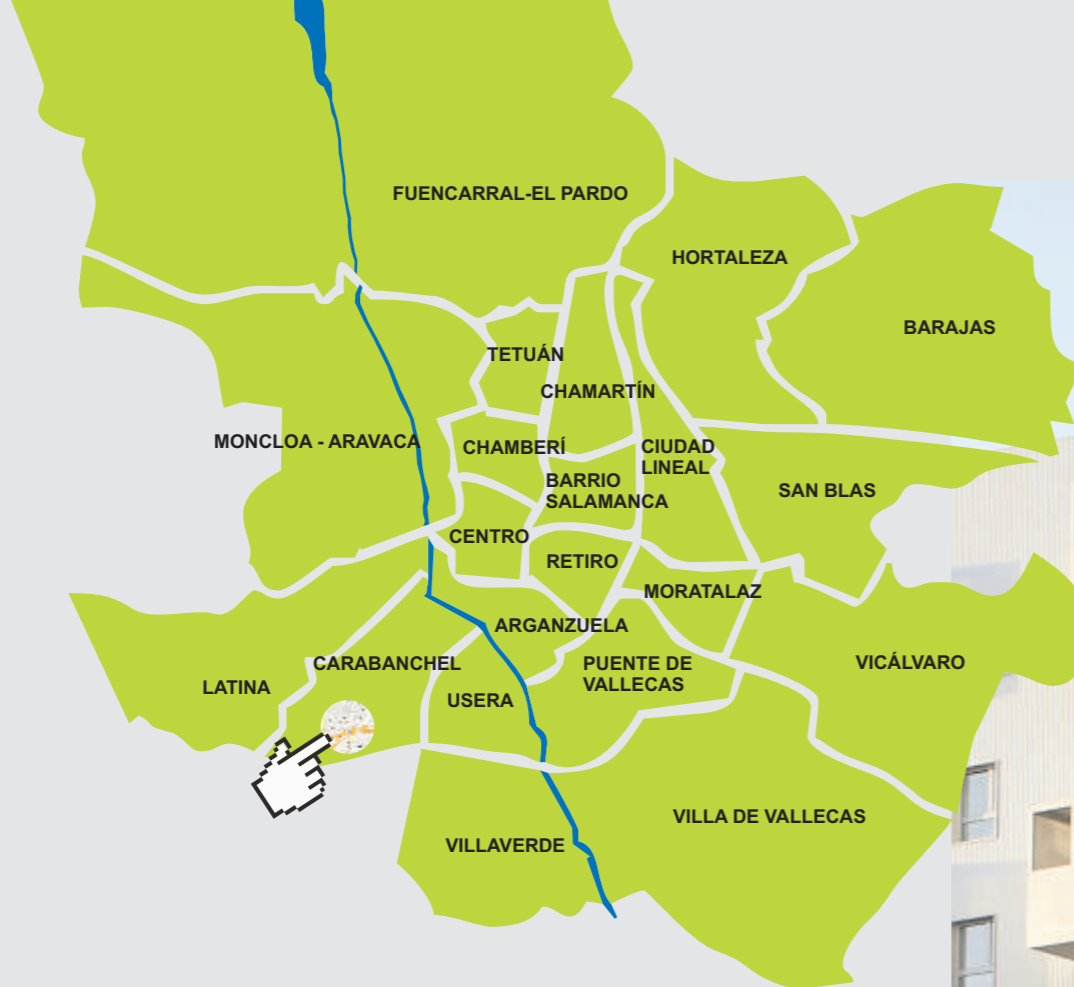 FUENCARRAL-EL PARDO
HORTALEZA
BARAJAS
TETUÁN
CHAMARTÍN
MONCLOA - ARAVACA
CHAMBERÍ
CIUDAD
LINEAL
BARRIO
SALAMANCA
SAN BLAS
CENTRO
RETIRO
MORATALAZ
ARGANZUELA
CARABANCHEL
PUENTE DE
VALLECAS
VICÁLVARO
LATINA
USERA
VILLA DE VALLECAS
VILLAVERDE